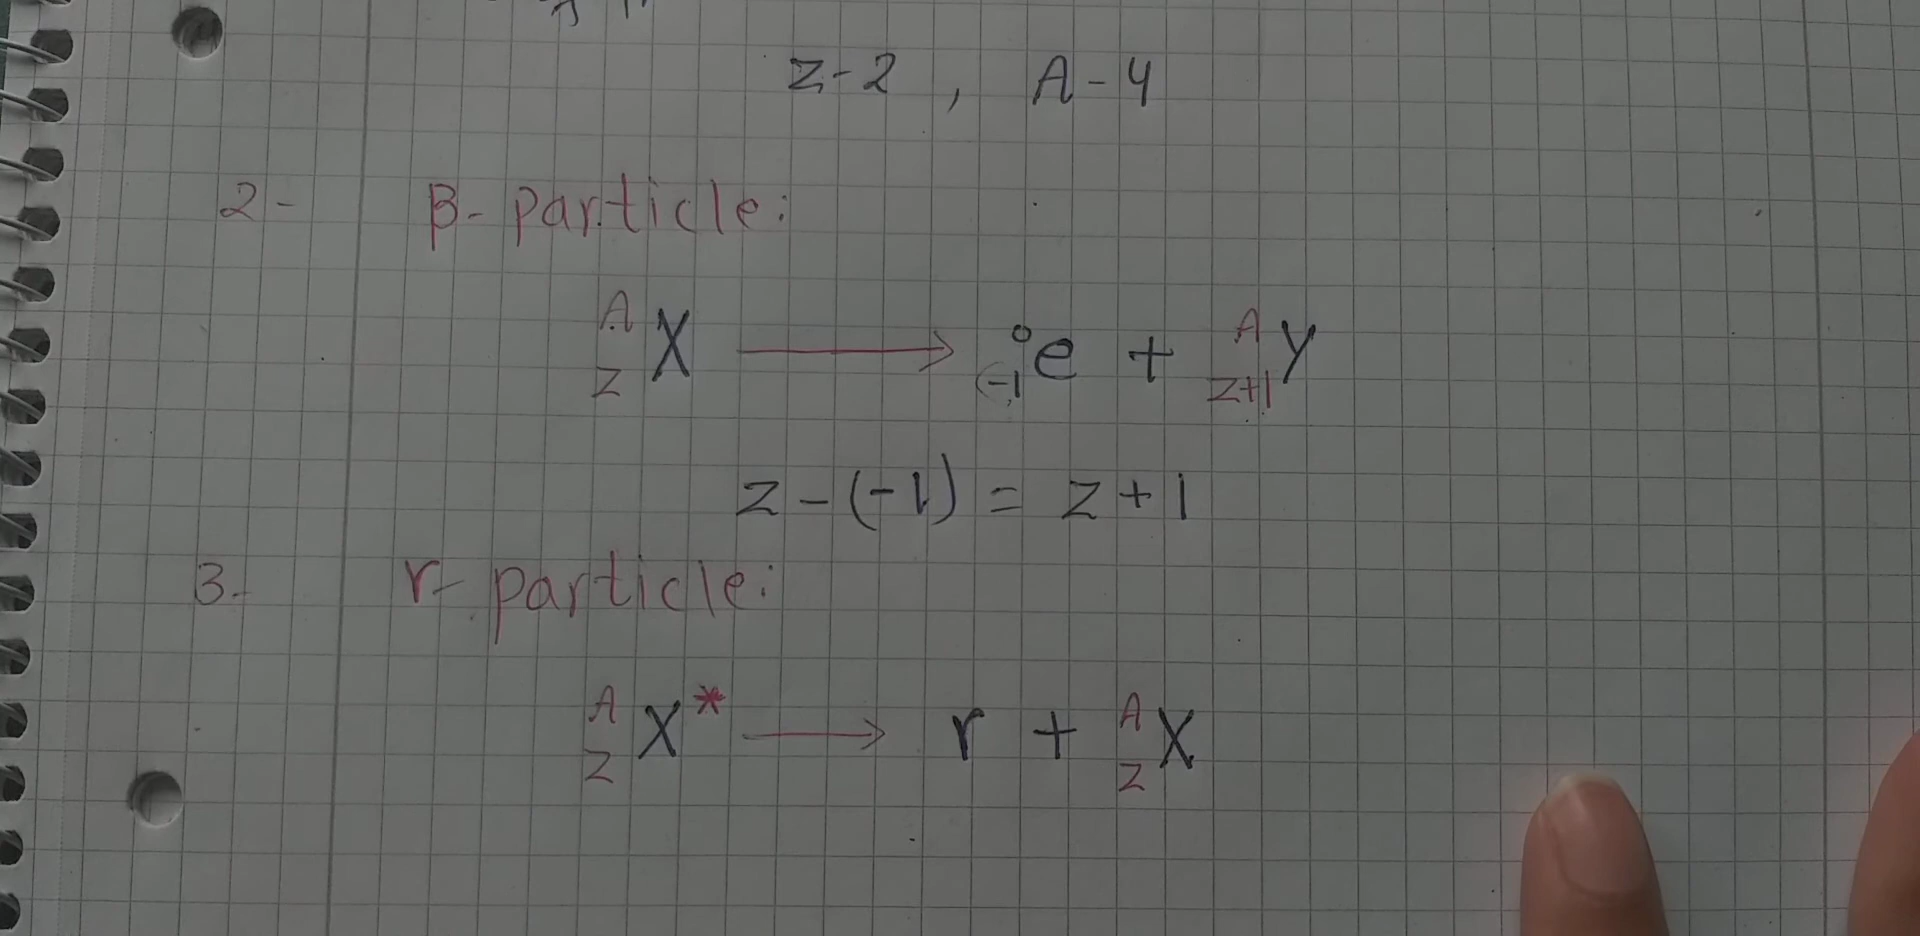 Z-2 , A-4
2- β- particle:
A Z X → 0 (-1 e + A Z+1 y
Z-(-1) = Z+1
3- r- particle:
A Z X* → r + A Z X